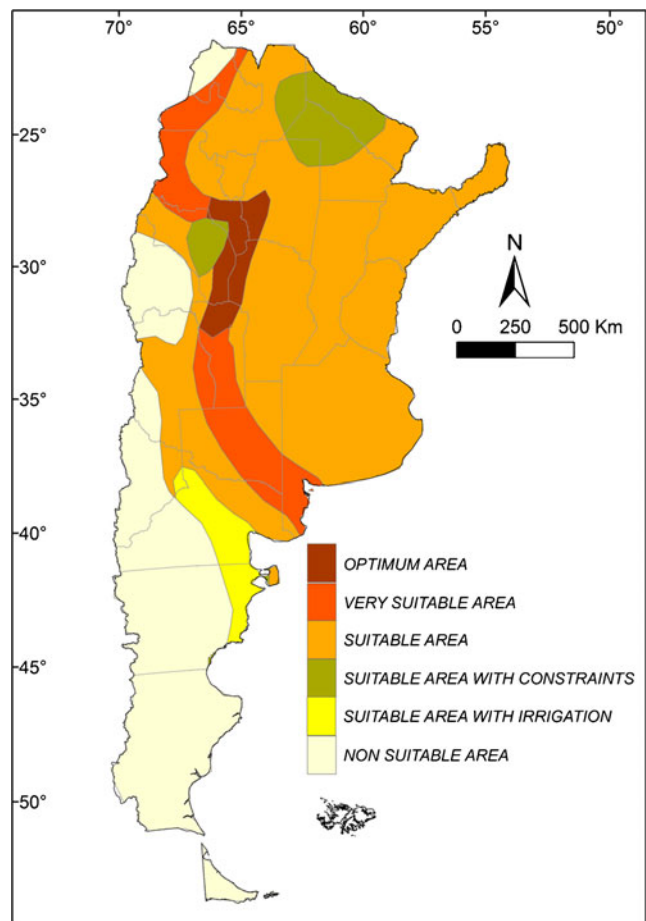 70° 65° 60° 55° 50°
25°
30°
35°
40°
45°
50°
N
0 250 500 Km
OPTIMUM AREA
VERY SUITABLE AREA
SUITABLE AREA
SUITABLE AREA WITH CONSTRAINTS
SUITABLE AREA WITH IRRIGATION
NON SUITABLE AREA